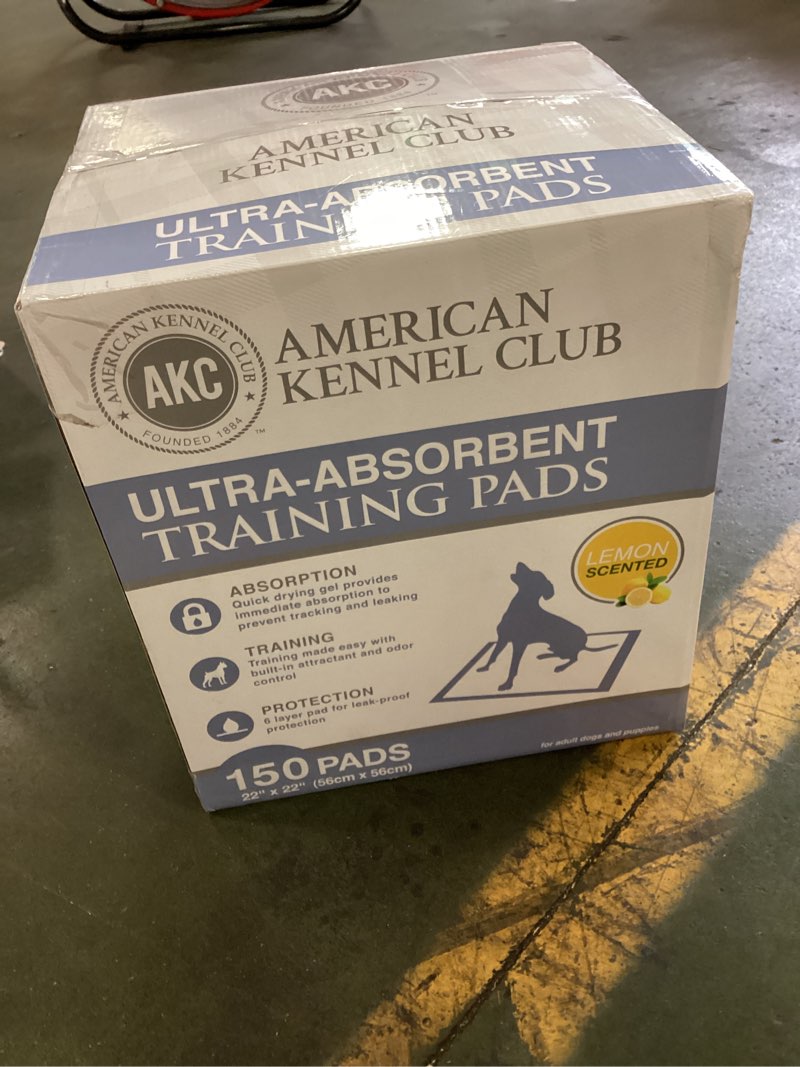 AKC
AMERICAN
KENNEL CLUB
ULTRA-ABSORBENT
TRAINING PADS
AMERICAN KENNEL CLUB
AKC
FOUNDED 1884
™
AMERICAN
KENNEL CLUB
ULTRA-ABSORBENT
TRAINING PADS
LEMON
SCENTED
ABSORPTION
Quick drying gel provides
immediate absorption to
prevent tracking and leaking
TRAINING
Training made easy with
built-in attractant and odor
control
PROTECTION
6 layer pad for leak-proof
protection
150 PADS
22" x 22" (56cm x 56cm)
for adult dogs and puppies